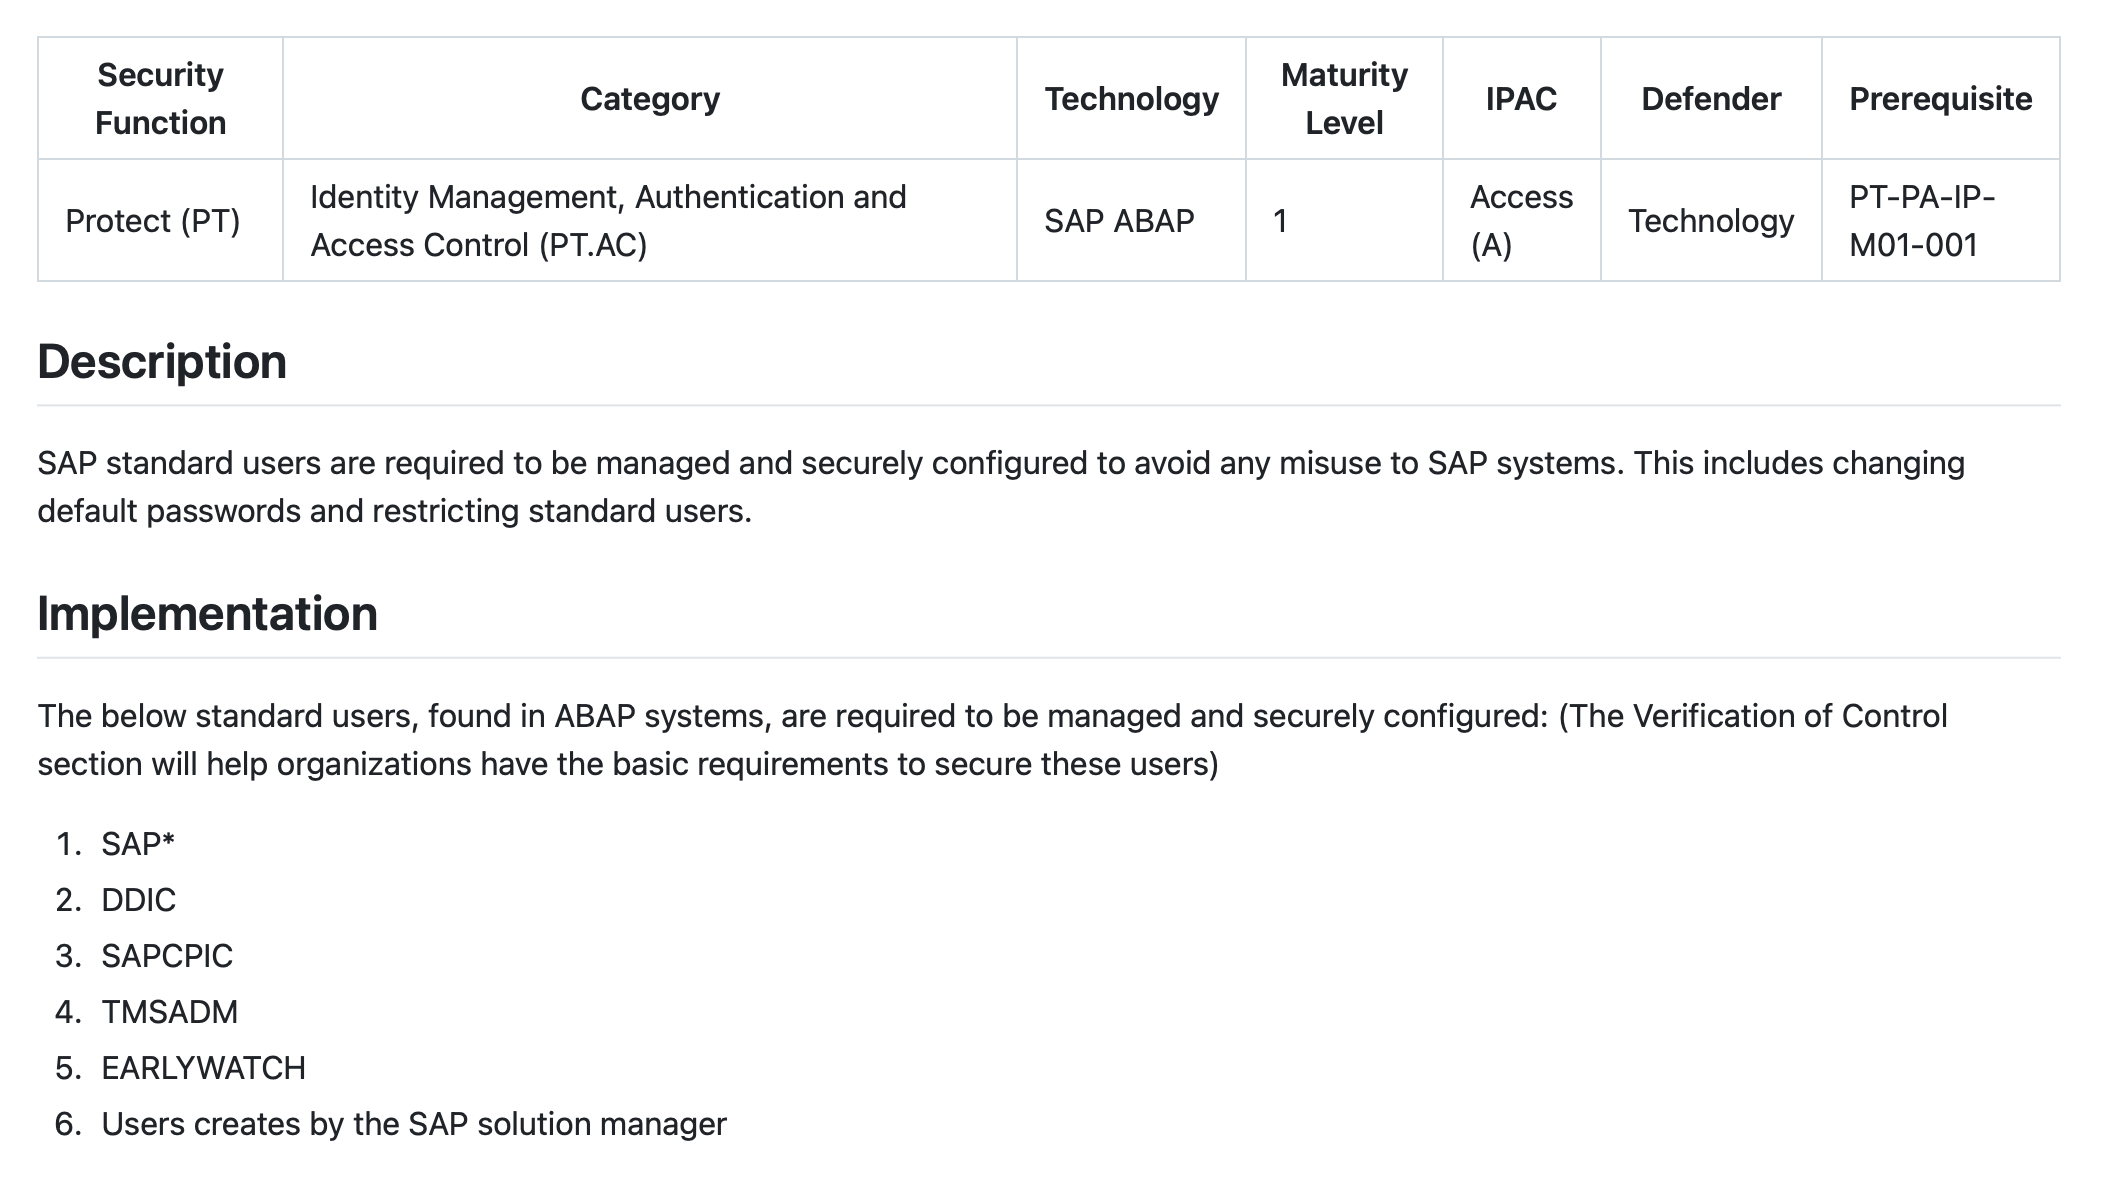 Security Function
Category
Technology
Maturity Level
IPAC
Defender
Prerequisite
Protect (PT)
Identity Management, Authentication and
Access Control (PT.AC)
SAP ABAP
1
Access
(A)
Technology
PT-PA-IP-
M01-001
Description
SAP standard users are required to be managed and securely configured to avoid any misuse to SAP systems. This includes changing
default passwords and restricting standard users.
Implementation
The below standard users, found in ABAP systems, are required to be managed and securely configured: (The Verification of Control
section will help organizations have the basic requirements to secure these users)
1. SAP*
2. DDIC
3. SAPCPIC
4. TMSADM
5. EARLYWATCH
6. Users creates by the SAP solution manager